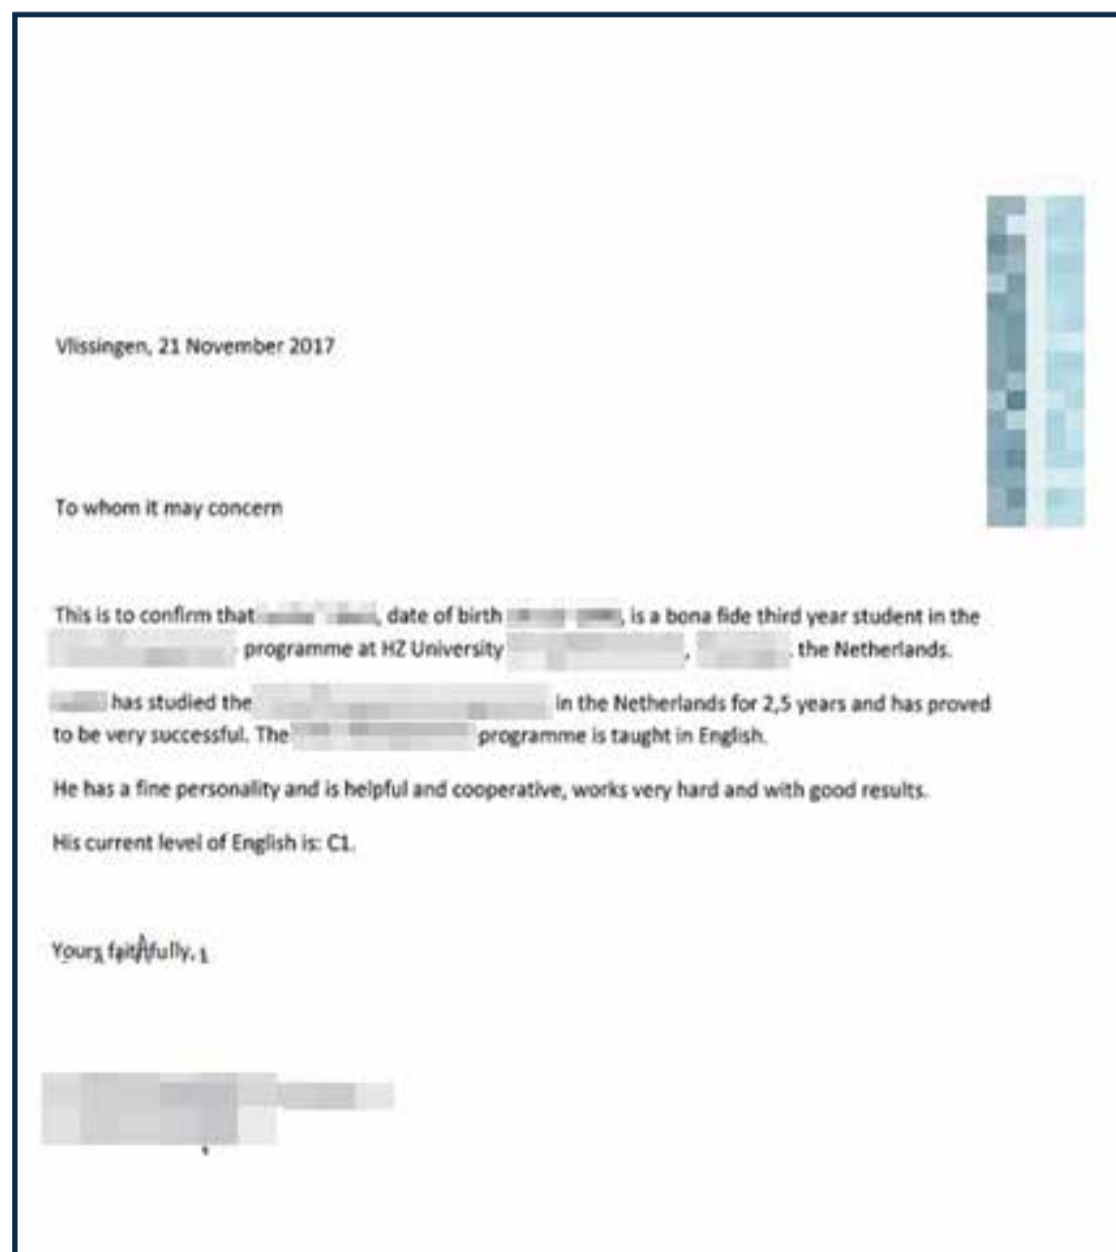 Vlissingen, 21 November 2017
To whom it may concern
This is to confirm that , date of birth , is a bona fide third year student in the
programme at HZ University , . the Netherlands.
has studied the in the Netherlands for 2,5 years and has proved
to be very successful. The programme is taught in English.
He has a fine personality and is helpful and cooperative, works very hard and with good results.
His current level of English is: C1.
Yours faithfully,